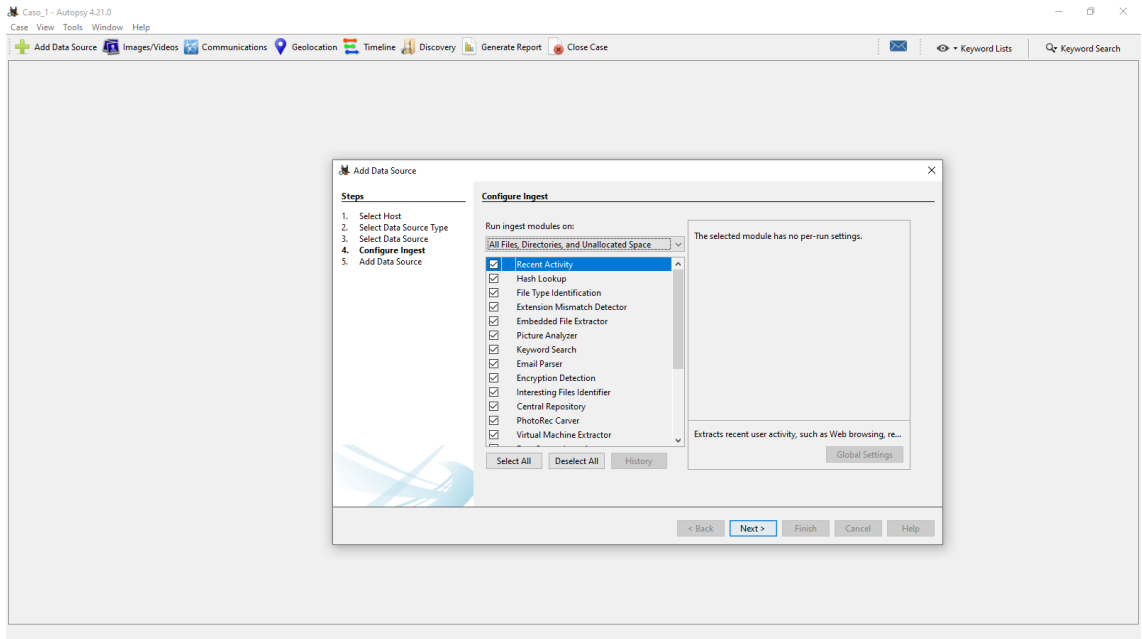 Caso_1 - Autopsy 4.21.0
Case View Tools Window Help
Add Data Source Images/Videos Communications Geolocation Timeline Discovery Generate Report Close Case Keyword Lists Keyword Search
Add Data Source
Steps
1. Select Host
2. Select Data Source Type
3. Select Data Source
4. Configure Ingest
5. Add Data Source
Configure Ingest
Run ingest modules on:
All Files, Directories, and Unallocated Space
Recent Activity
Hash Lookup
File Type Identification
Extension Mismatch Detector
Embedded File Extractor
Picture Analyzer
Keyword Search
Email Parser
Encryption Detection
Interesting Files Identifier
Central Repository
PhotoRec Carver
Virtual Machine Extractor
Select All Deselect All History
The selected module has no per-run settings.
Extracts recent user activity, such as Web browsing, re...
Global Settings
< Back Next > Finish Cancel Help